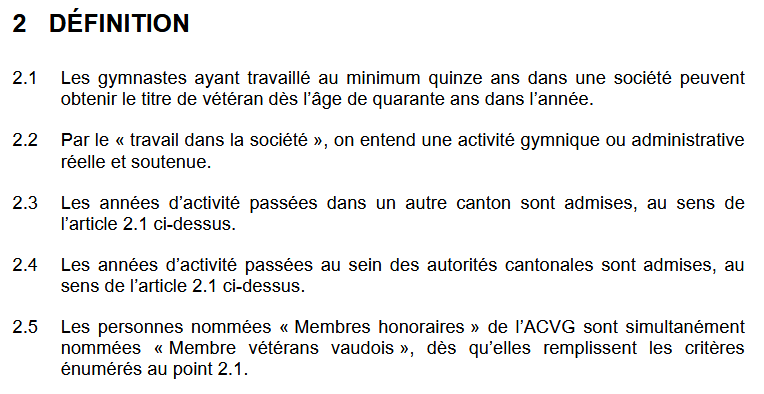 2 DÉFINITION
2.1 Les gymnastes ayant travaillé au minimum quinze ans dans une société peuvent
obtenir le titre de vétéran dès l’âge de quarante ans dans l’année.
2.2 Par le « travail dans la société », on entend une activité gymnique ou administrative
réelle et soutenue.
2.3 Les années d’activité passées dans un autre canton sont admises, au sens de
l’article 2.1 ci-dessus.
2.4 Les années d’activité passées au sein des autorités cantonales sont admises, au
sens de l’article 2.1 ci-dessus.
2.5 Les personnes nommées « Membres honoraires » de l’ACVG sont simultanément
nommées « Membre vétérans vaudois », dès qu’elles remplissent les critères
énumérés au point 2.1.